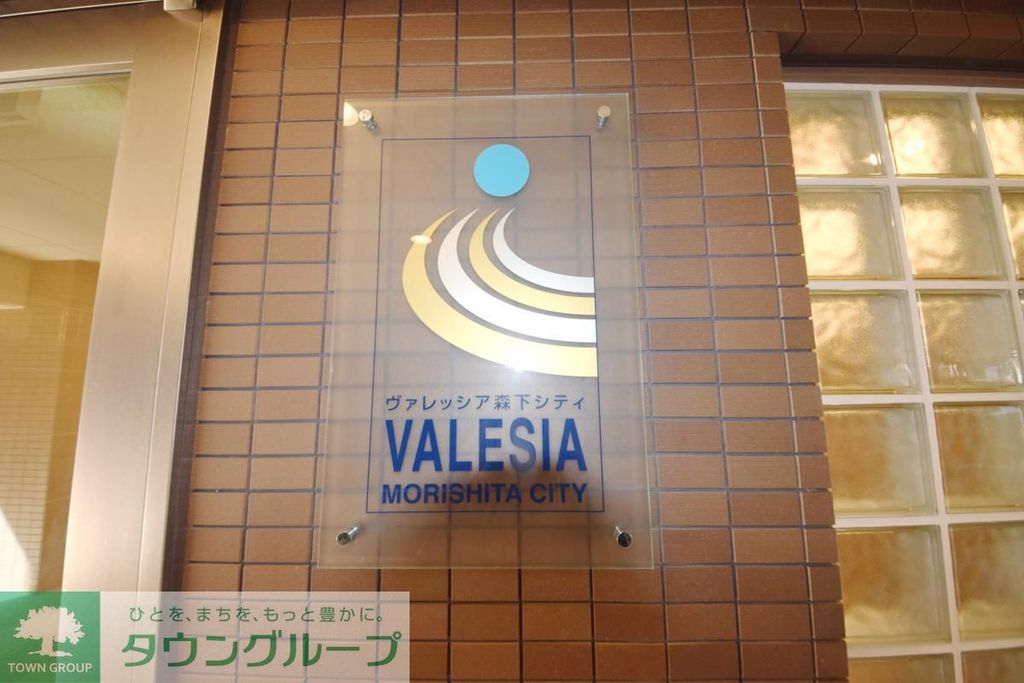 ヴァレッシア森下シティ
VALESIA
MORISHITA CITY
ひとを、まちを、もっと豊かに。
タウングループ
TOWN GROUP